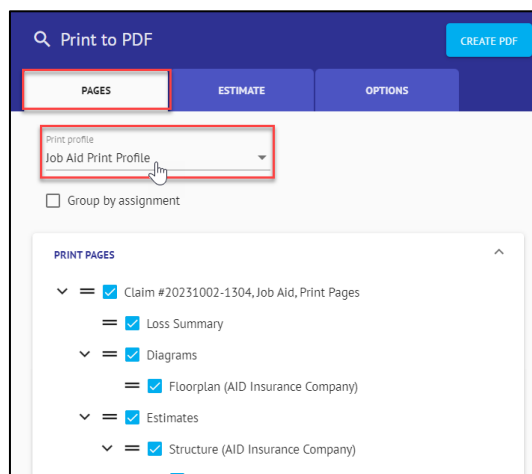 Print to PDF
CREATE PDF
PAGES
ESTIMATE
OPTIONS
Print profile
Job Aid Print Profile
Group by assignment
PRINT PAGES
Claim #20231002-1304, Job Aid, Print Pages
Loss Summary
Diagrams
Floorplan (AID Insurance Company)
Estimates
Structure (AID Insurance Company)